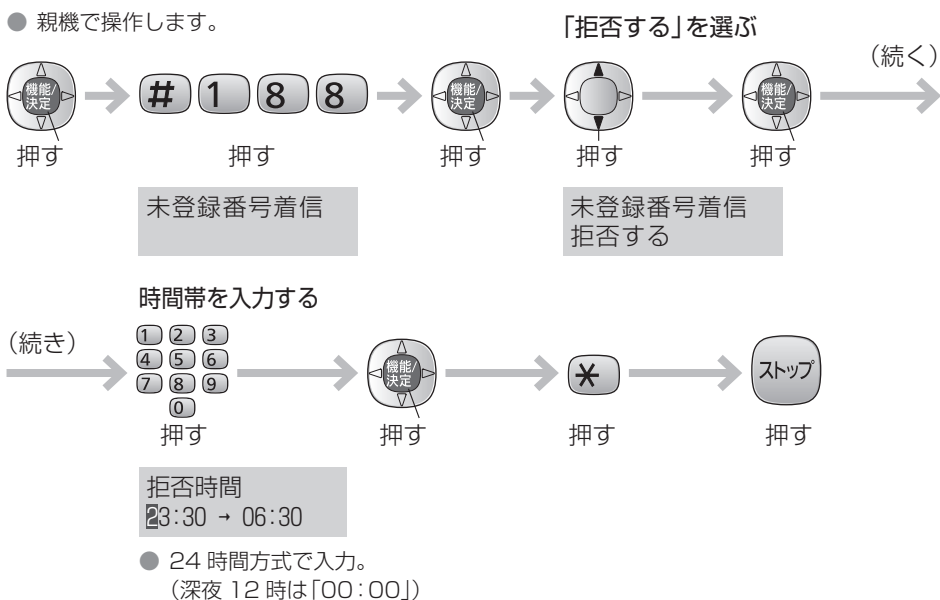 ● 親機で操作します。
「拒否する」を選ぶ
（続く）
機能/決定 # 1 8 8 機能/決定 機能/決定
押す 押す 押す 押す 押す
未登録番号着信
未登録番号着信
拒否する
時間帯を入力する
（続き）
1 2 3
4 5 6
7 8 9
0
機能/決定 * ストップ
押す 押す 押す 押す
拒否時間
23:30 → 06:30
● 24 時間方式で入力。
（深夜 12 時は「00：00」）